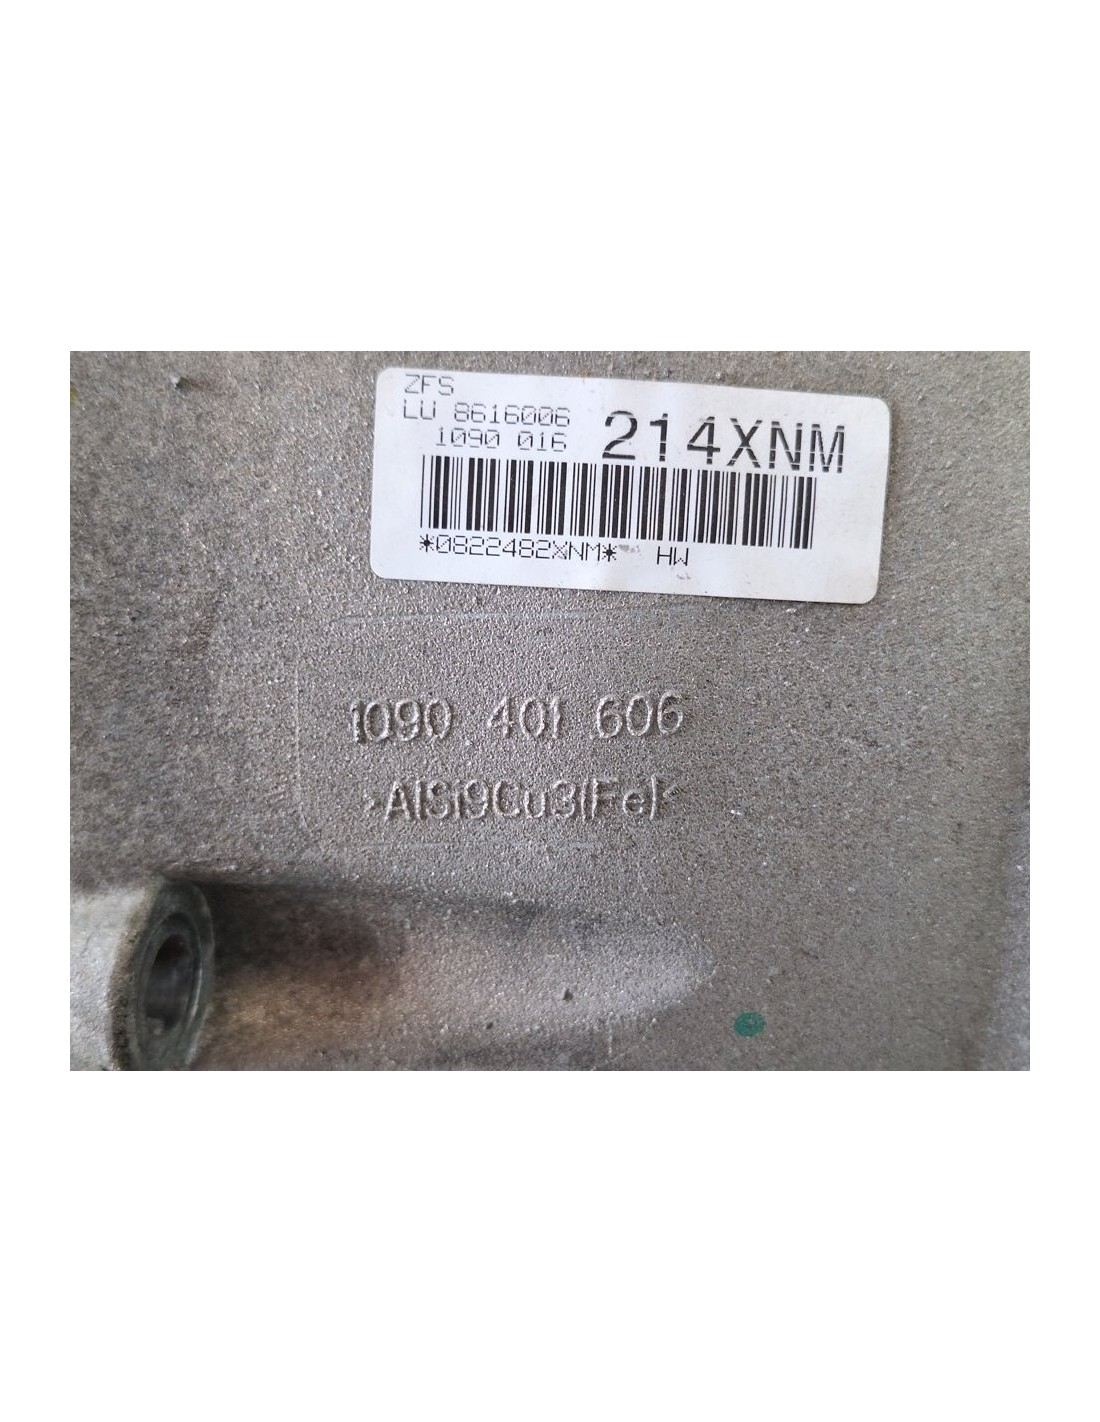 ZFS
LU 8616006
1090 016 214XNM
*0822482XNM* HW
1090 401 606
>AlSi9Cu3(Fe)<